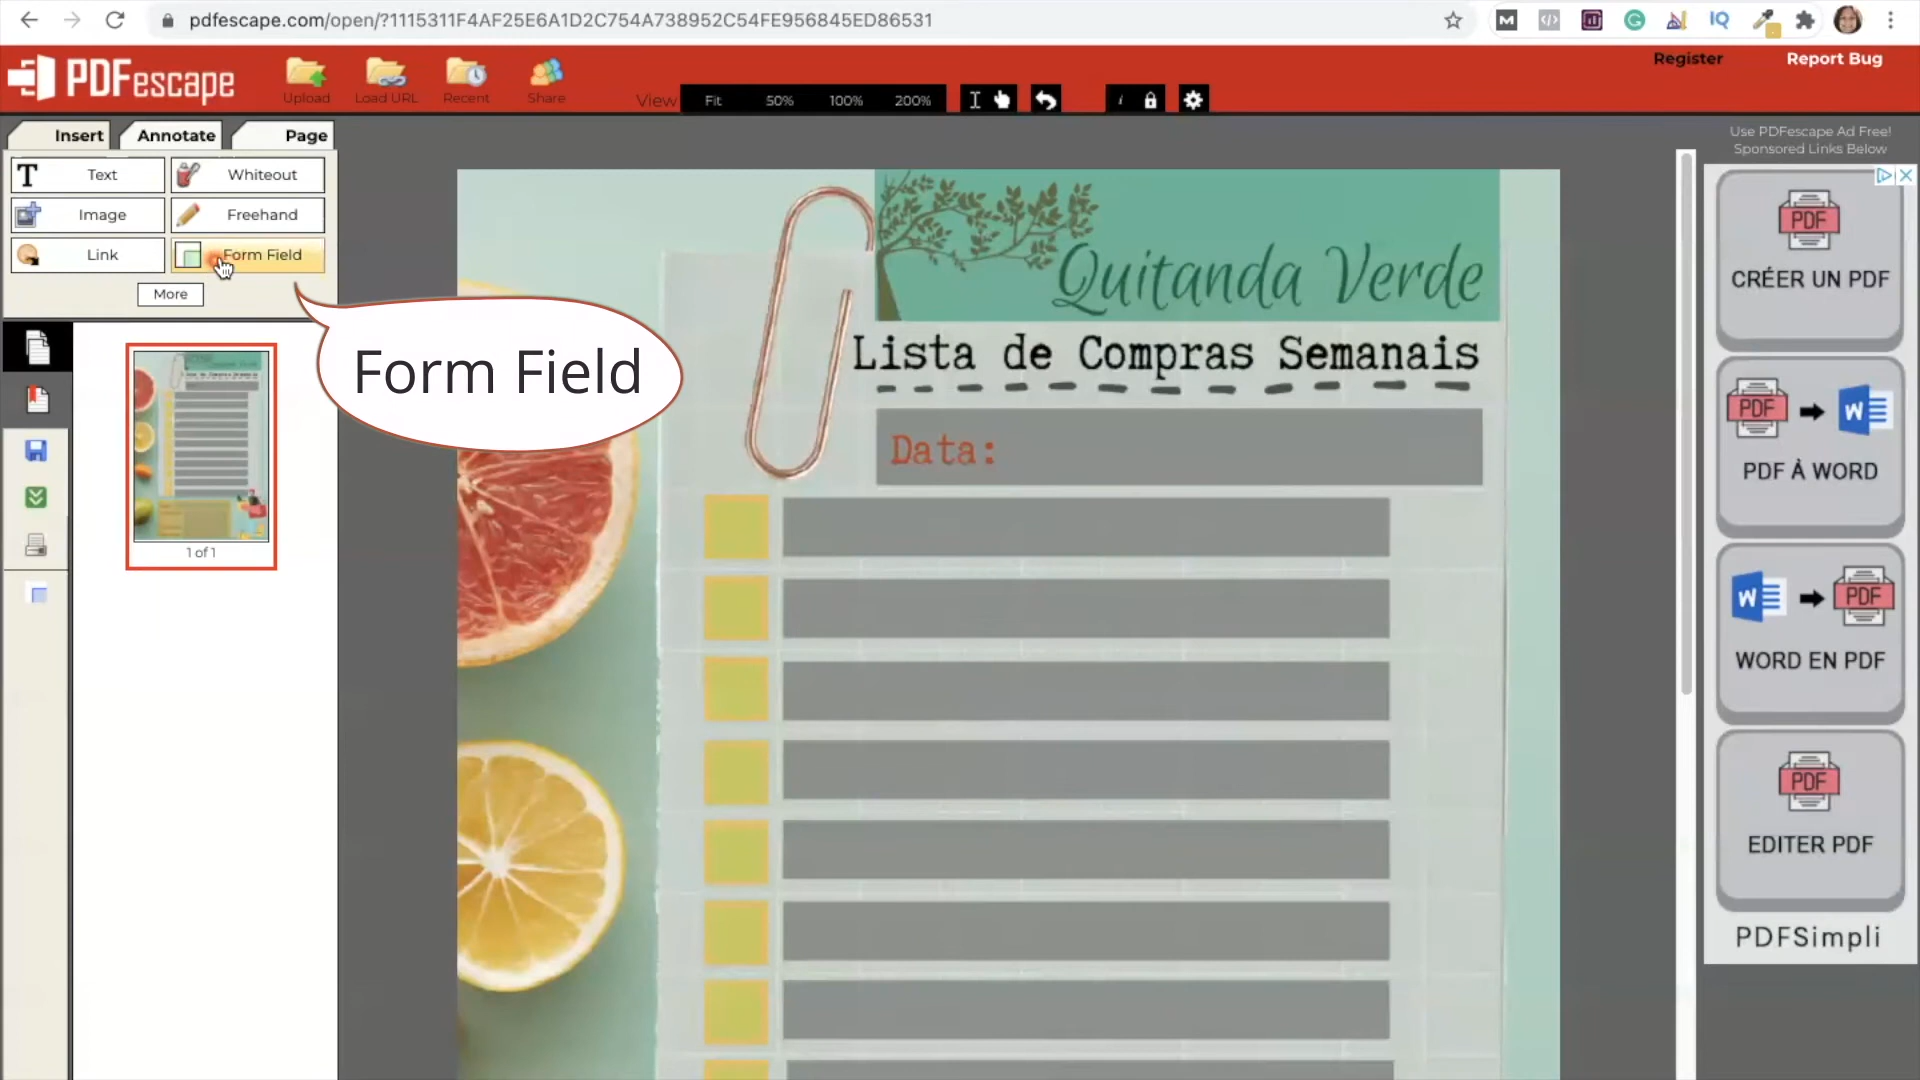 pdfescape.com/open/?1115311F4AF25E6A1D2C754A738952C54FE956845ED86531
PDFescape
Upload
Load URL
Recent
Share
View
Fit
50%
100%
200%
Register
Report Bug
Insert
Annotate
Page
Text
Whiteout
Image
Freehand
Link
Form Field
More
1 of 1
Form Field
Quitanda Verde
Lista de Compras Semanais
Data:
Use PDFescape Ad Free!
Sponsored Links Below
PDF
CRÉER UN PDF
PDF
W
PDF À WORD
W
PDF
WORD EN PDF
PDF
EDITER PDF
PDFSimpli